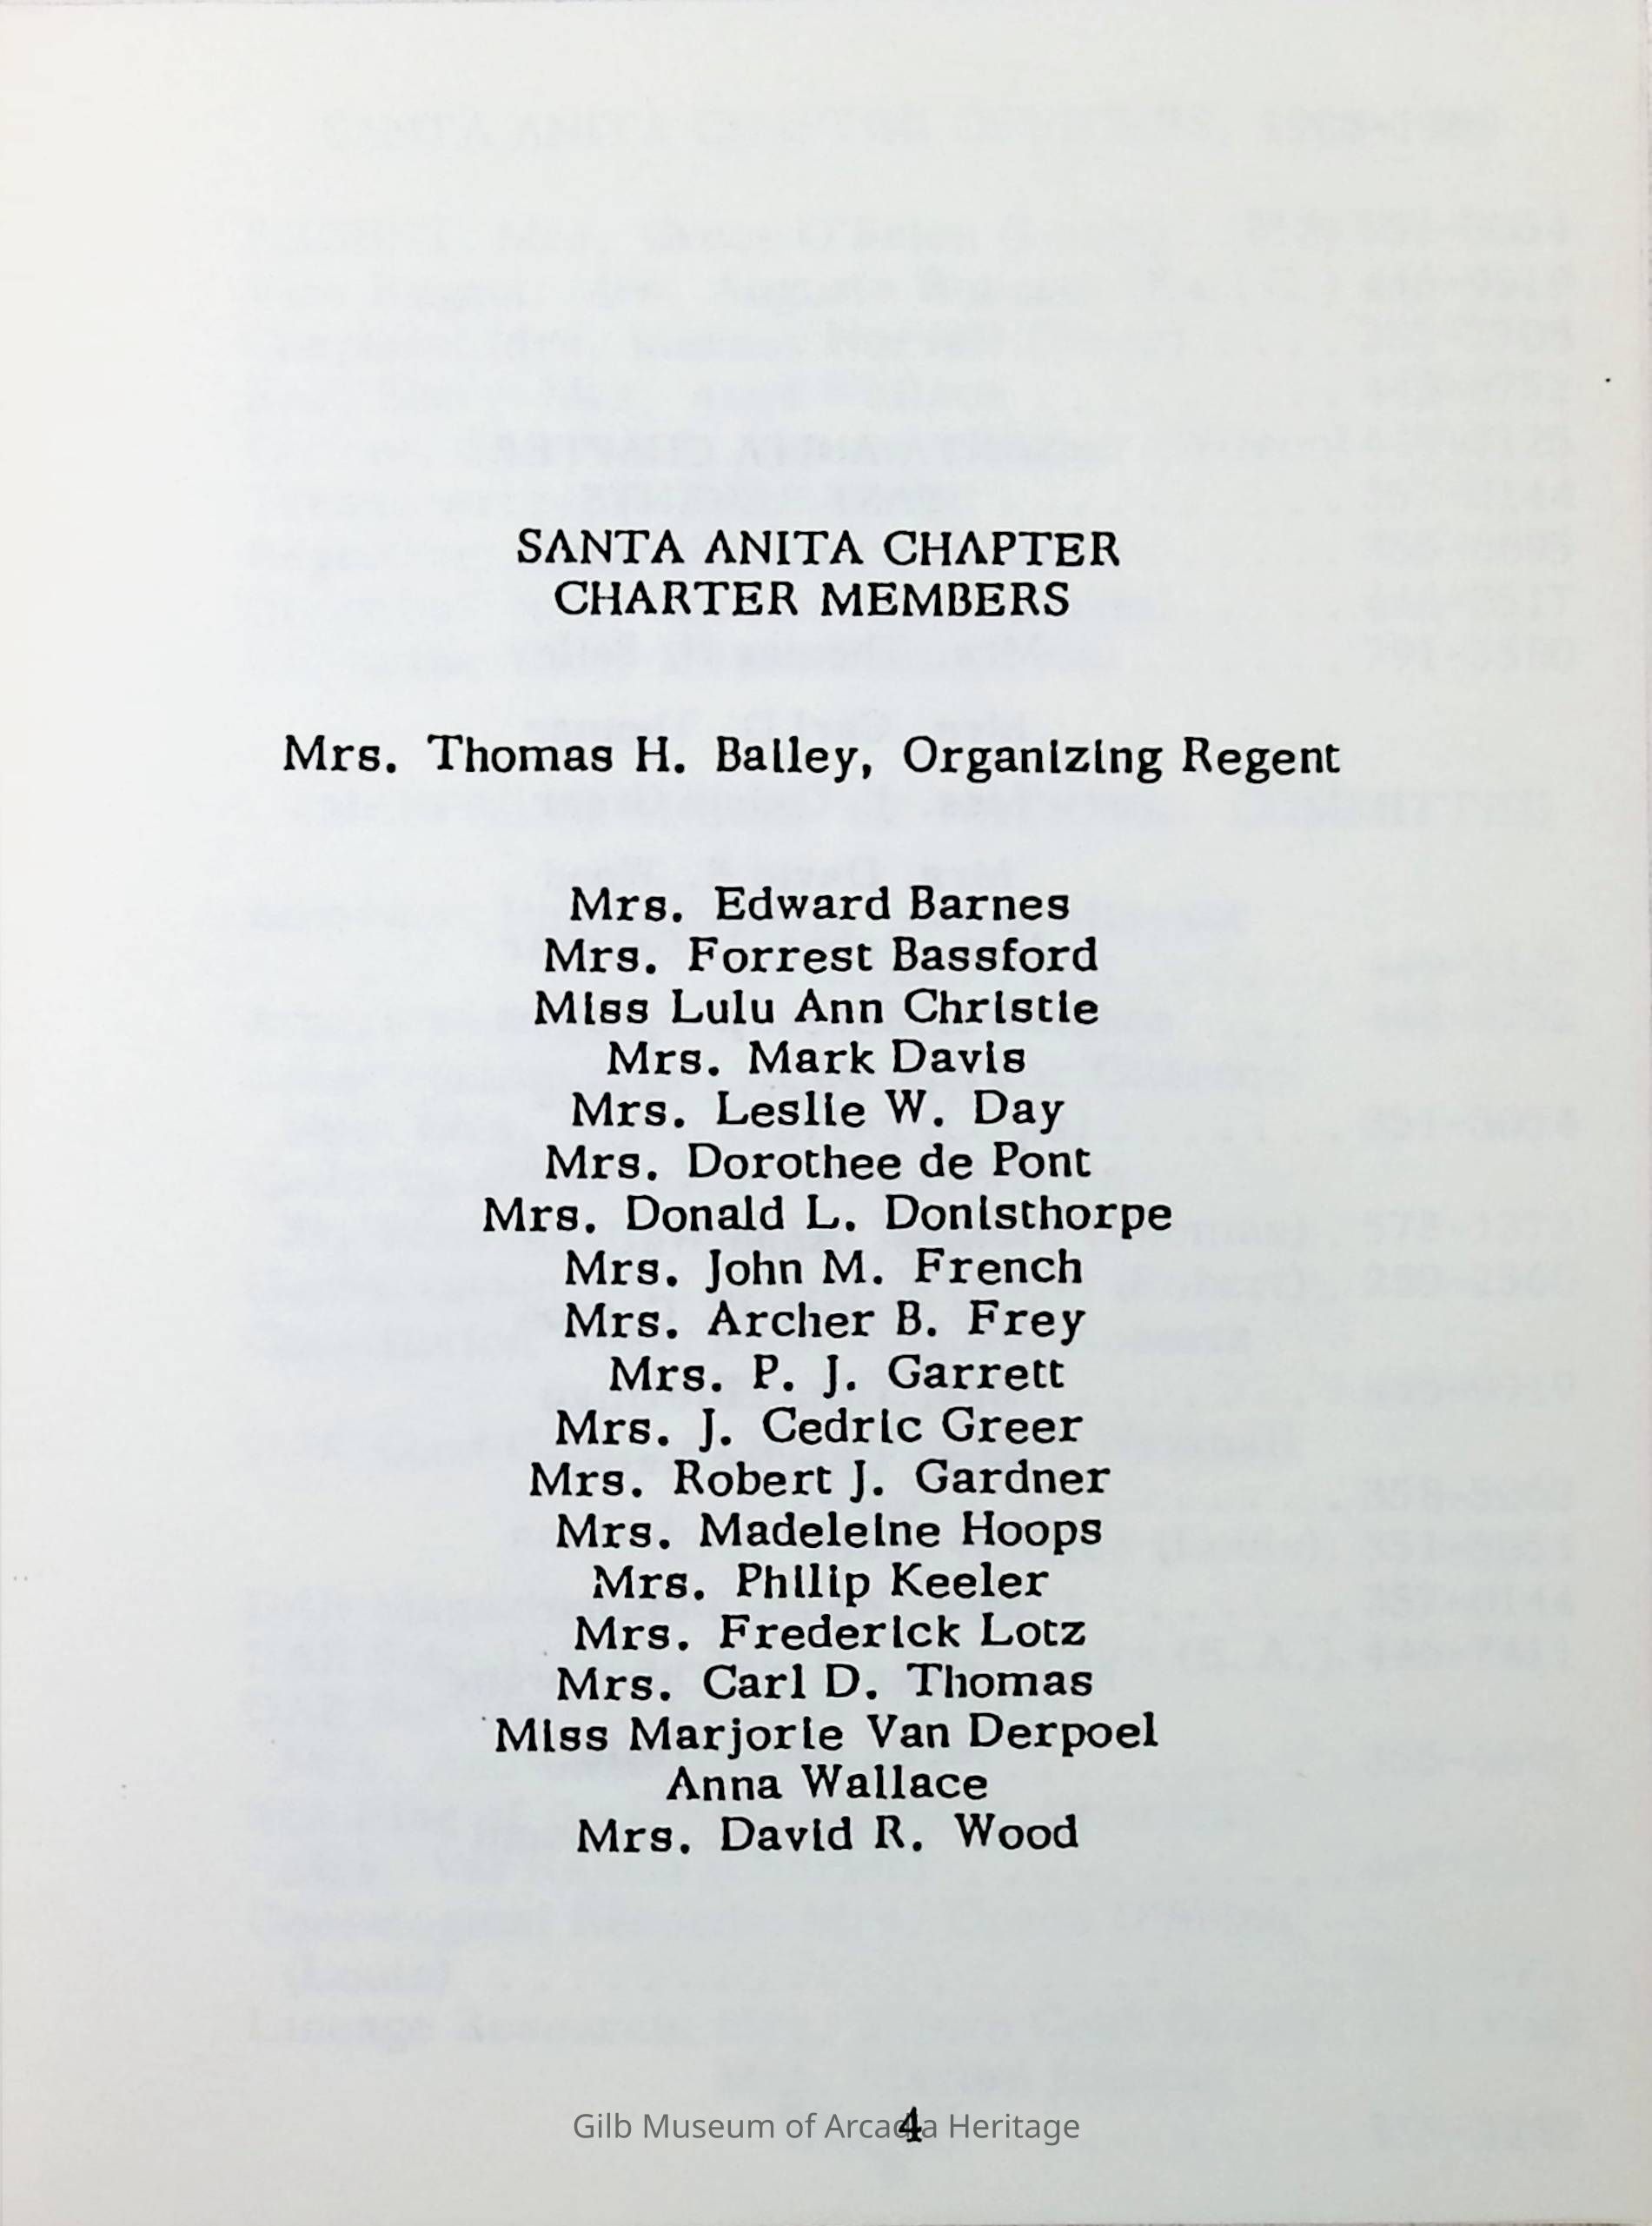 SANTA ANITA CHAPTER
CHARTER MEMBERS
Mrs. Thomas H. Bailey, Organizing Regent
Mrs. Edward Barnes
Mrs. Forrest Bassford
Miss Lulu Ann Christie
Mrs. Mark Davis
Mrs. Leslie W. Day
Mrs. Dorothee de Pont
Mrs. Donald L. Donisthorpe
Mrs. John M. French
Mrs. Archer B. Frey
Mrs. P. J. Garrett
Mrs. J. Cedric Greer
Mrs. Robert J. Gardner
Mrs. Madeleine Hoops
Mrs. Philip Keeler
Mrs. Frederick Lotz
Mrs. Carl D. Thomas
Miss Marjorie Van Derpoel
Anna Wallace
Mrs. David R. Wood
4
Gilb Museum of Arcadia Heritage